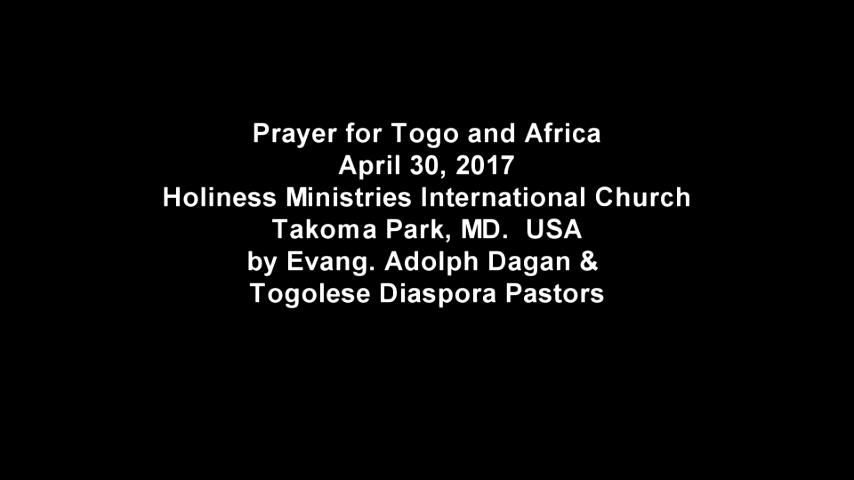 Prayer for Togo and Africa
April 30, 2017
Holiness Ministries International Church
Takoma Park, MD.  USA
by Evang. Adolph Dagan &
Togolese Diaspora Pastors